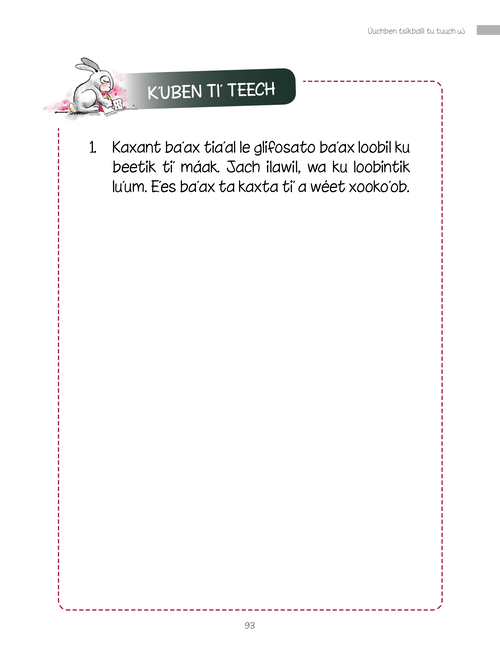 Úuchben tsikbalil tu tuuch uj
K'UBEN TI' TEECH
1. Kaxant ba'ax tia'al le glifosato ba'ax loobil ku
beetik ti' máak. Jach ilawil, wa ku loobintik
lu'um. E'es ba'ax ta kaxta ti' a wéet xooko'ob.
93